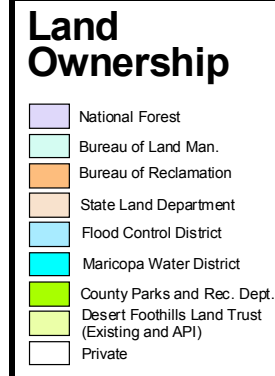 Land
Ownership
National Forest
Bureau of Land Man.
Bureau of Reclamation
State Land Department
Flood Control District
Maricopa Water District
County Parks and Rec. Dept.
Desert Foothills Land Trust
(Existing and API)
Private